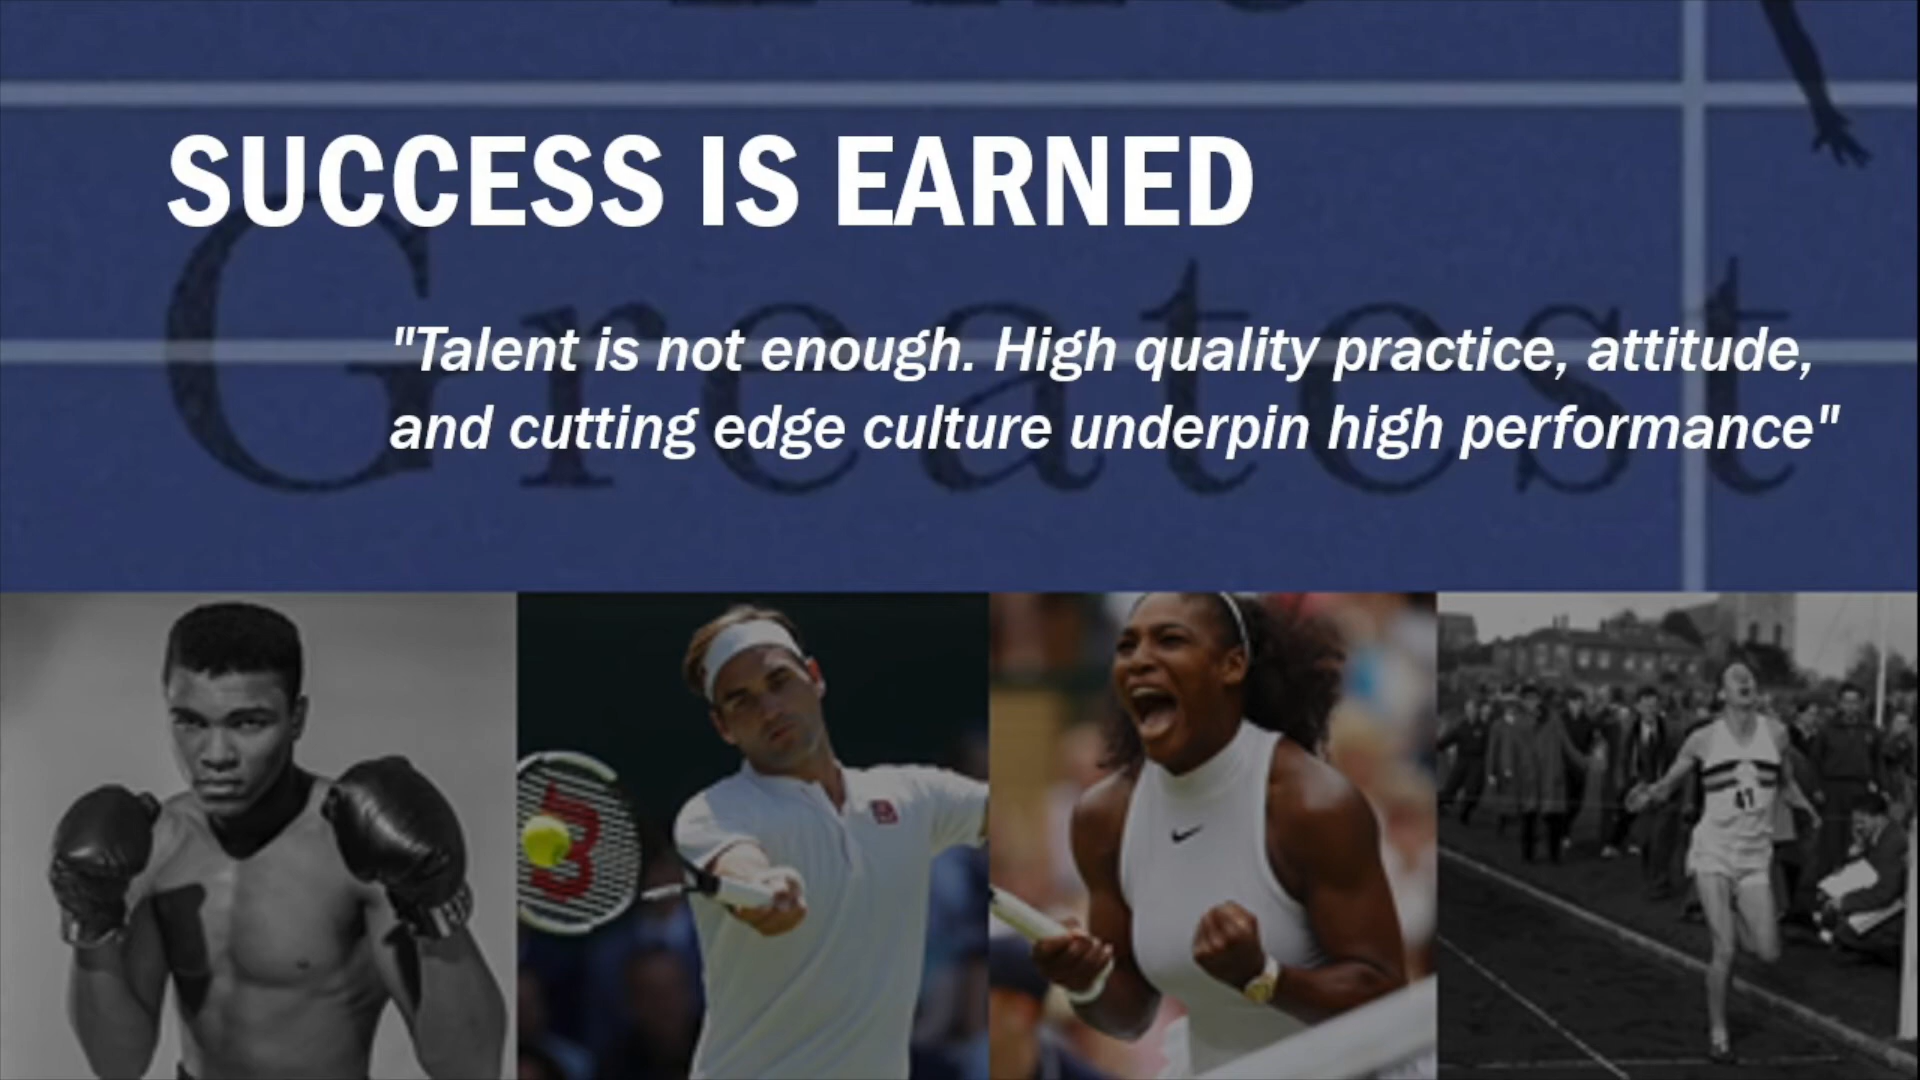 SUCCESS IS EARNED
Greatest
"Talent is not enough. High quality practice, attitude,
and cutting edge culture underpin high performance"
41